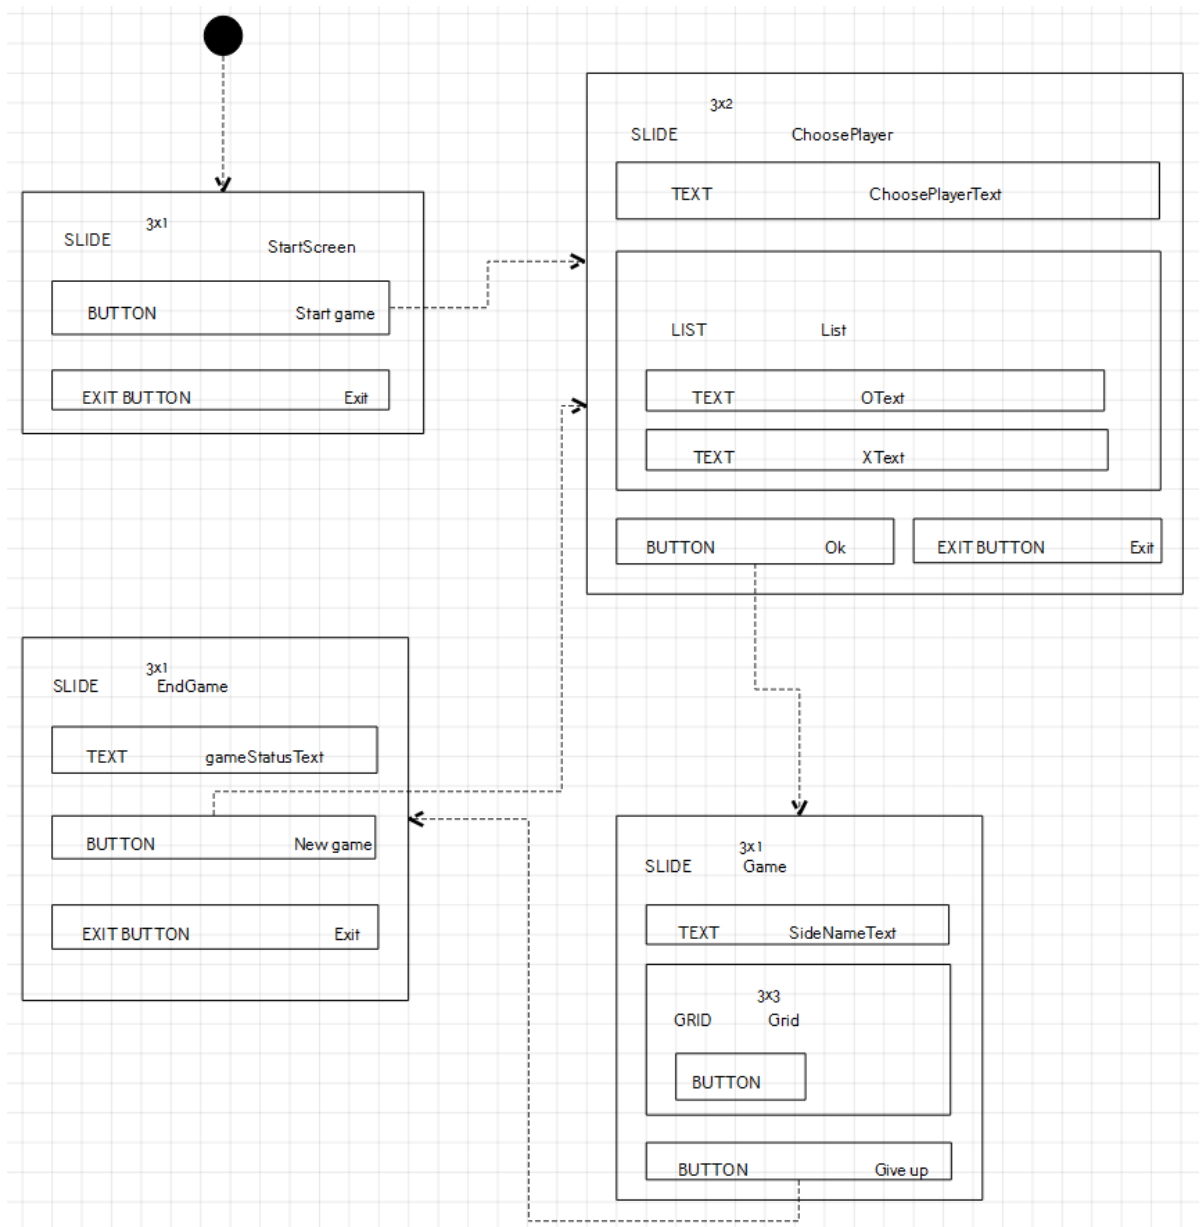 3x1
SLIDE StartScreen
BUTTON Start game
EXIT BUTTON Exit
3x2
SLIDE ChoosePlayer
TEXT ChoosePlayerText
LIST List
TEXT OText
TEXT XText
BUTTON Ok
EXIT BUTTON Exit
3x1
SLIDE EndGame
TEXT gameStatusText
BUTTON New game
EXIT BUTTON Exit
3x1
SLIDE Game
TEXT SideNameText
3x3
GRID Grid
BUTTON
BUTTON Give up